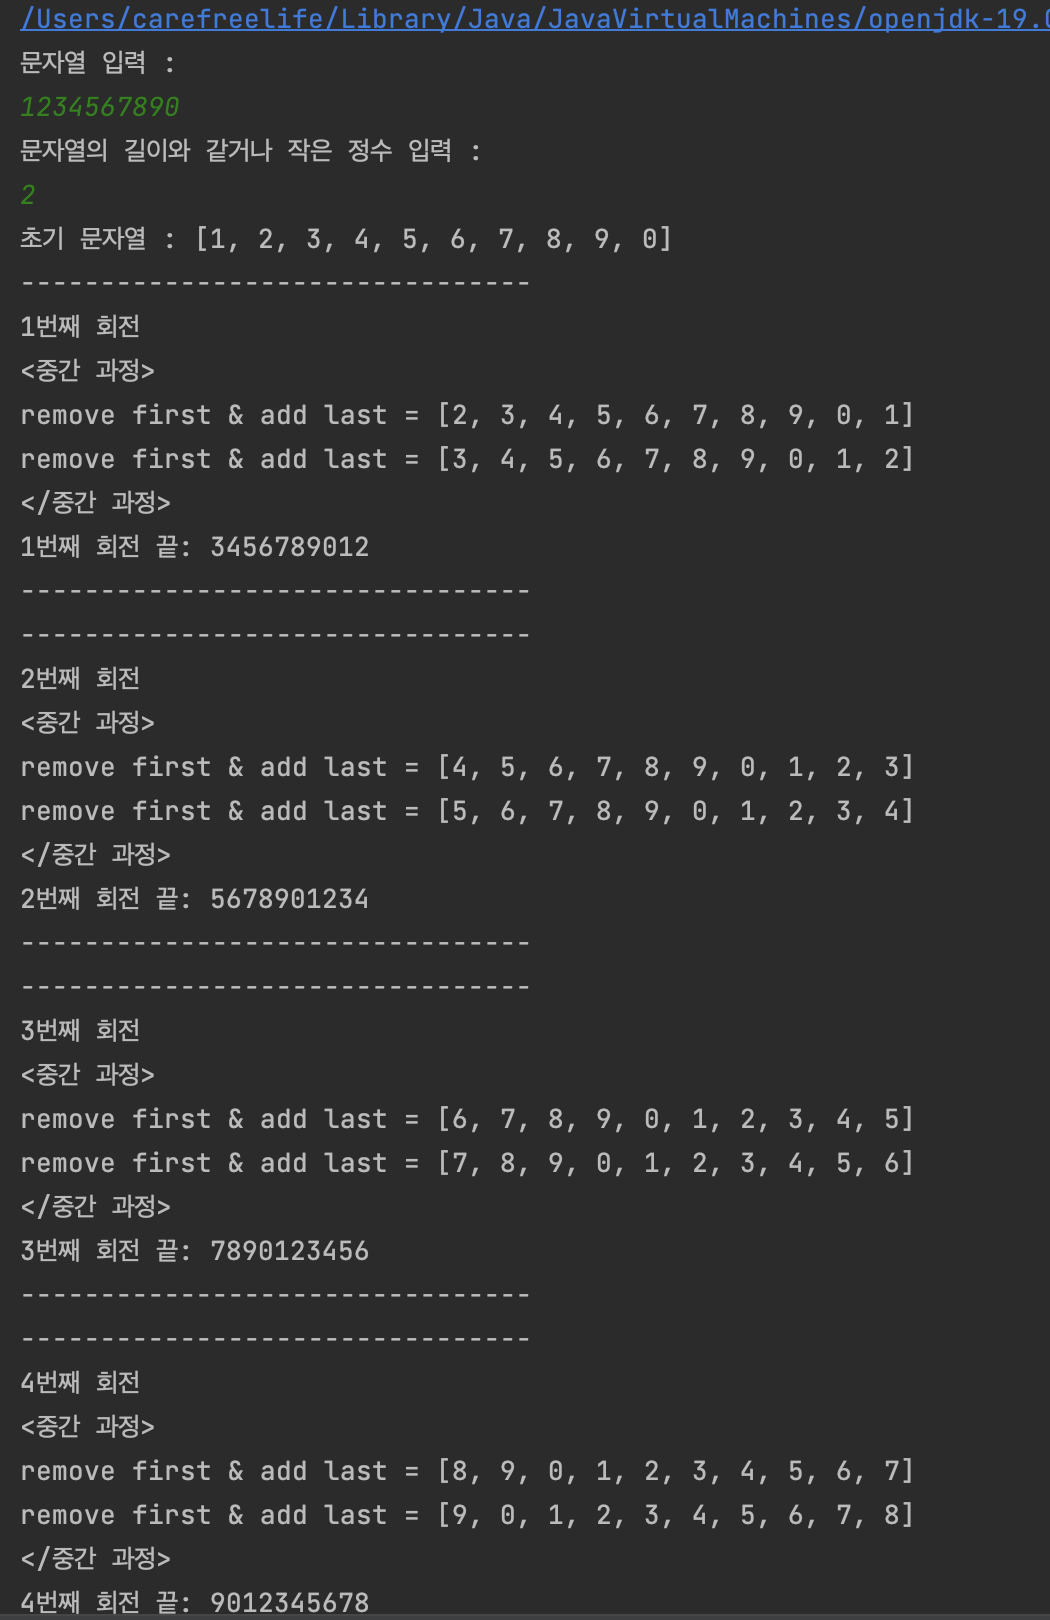 /Users/carefreelife/Library/Java/JavaVirtualMachines/openjdk-19.0
문자열 입력 :
1234567890
문자열의 길이와 같거나 작은 정수 입력 :
2
초기 문자열 : [1, 2, 3, 4, 5, 6, 7, 8, 9, 0]
--------------------------------
1번째 회전
<중간 과정>
remove first & add last = [2, 3, 4, 5, 6, 7, 8, 9, 0, 1]
remove first & add last = [3, 4, 5, 6, 7, 8, 9, 0, 1, 2]
</중간 과정>
1번째 회전 끝: 3456789012
--------------------------------
--------------------------------
2번째 회전
<중간 과정>
remove first & add last = [4, 5, 6, 7, 8, 9, 0, 1, 2, 3]
remove first & add last = [5, 6, 7, 8, 9, 0, 1, 2, 3, 4]
</중간 과정>
2번째 회전 끝: 5678901234
--------------------------------
--------------------------------
3번째 회전
<중간 과정>
remove first & add last = [6, 7, 8, 9, 0, 1, 2, 3, 4, 5]
remove first & add last = [7, 8, 9, 0, 1, 2, 3, 4, 5, 6]
</중간 과정>
3번째 회전 끝: 7890123456
--------------------------------
--------------------------------
4번째 회전
<중간 과정>
remove first & add last = [8, 9, 0, 1, 2, 3, 4, 5, 6, 7]
remove first & add last = [9, 0, 1, 2, 3, 4, 5, 6, 7, 8]
</중간 과정>
4번째 회전 끝: 9012345678